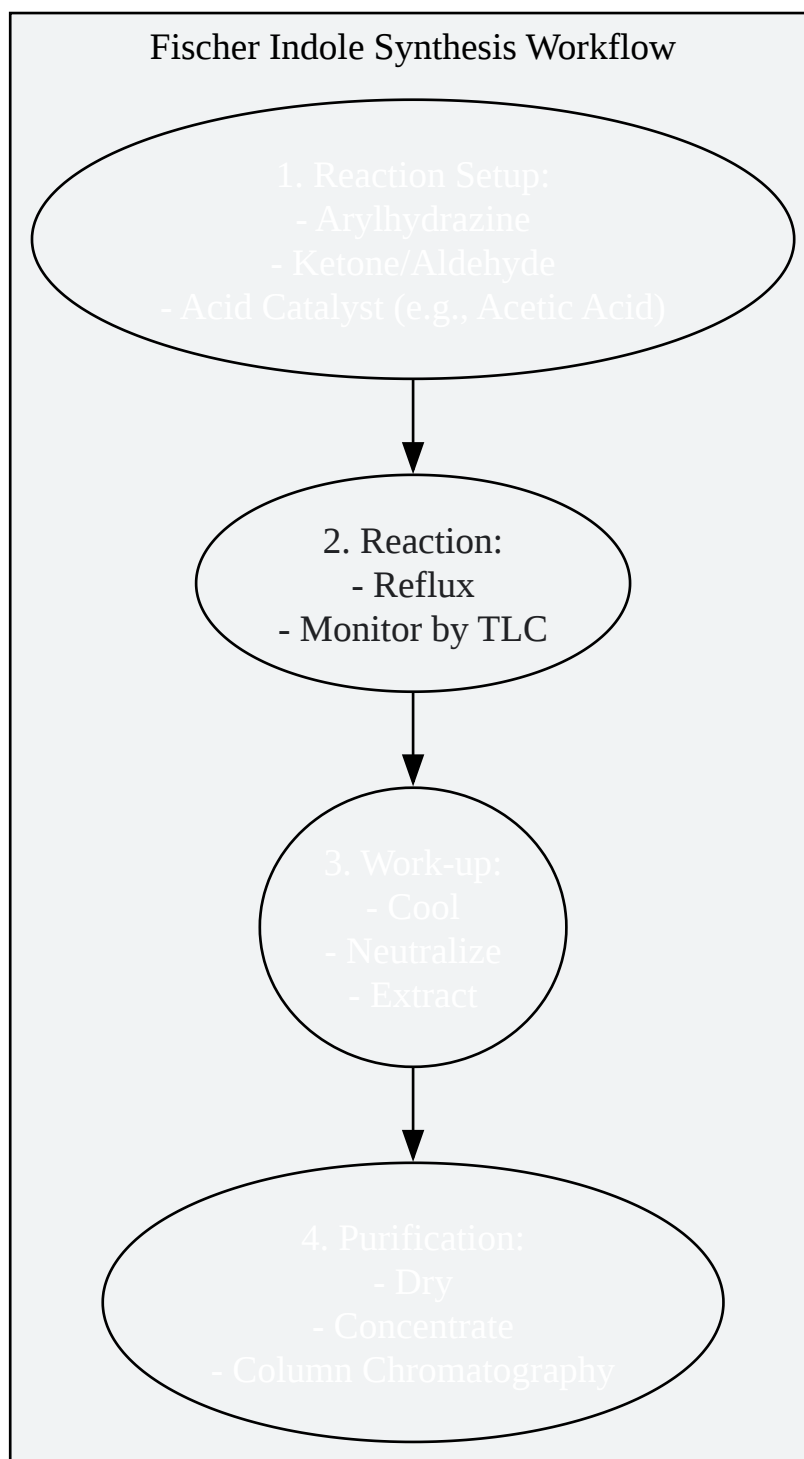 Fischer Indole Synthesis Workflow
1. Reaction Setup:
- Arylhydrazine
- Ketone/Aldehyde
- Acid Catalyst (e.g., Acetic Acid)
2. Reaction:
- Reflux
- Monitor by TLC
3. Work-up:
- Cool
- Neutralize
- Extract
4. Purification:
- Dry
- Concentrate
- Column Chromatography